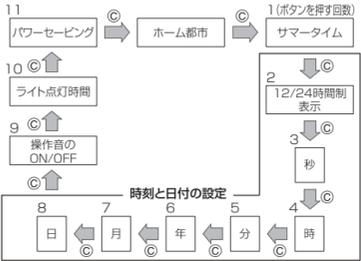 11
パワーセービング
Ⓒ
ホーム都市
Ⓒ
1(ボタンを押す回数)
サマータイム
Ⓒ
2
12/24時間制
表示
Ⓒ
3
秒
Ⓒ
4
時
Ⓒ
5
分
Ⓒ
6
年
Ⓒ
7
月
Ⓒ
8
日
時刻と日付の設定
Ⓒ
9
操作音の
ON/OFF
Ⓒ
10
ライト点灯時間
Ⓒ